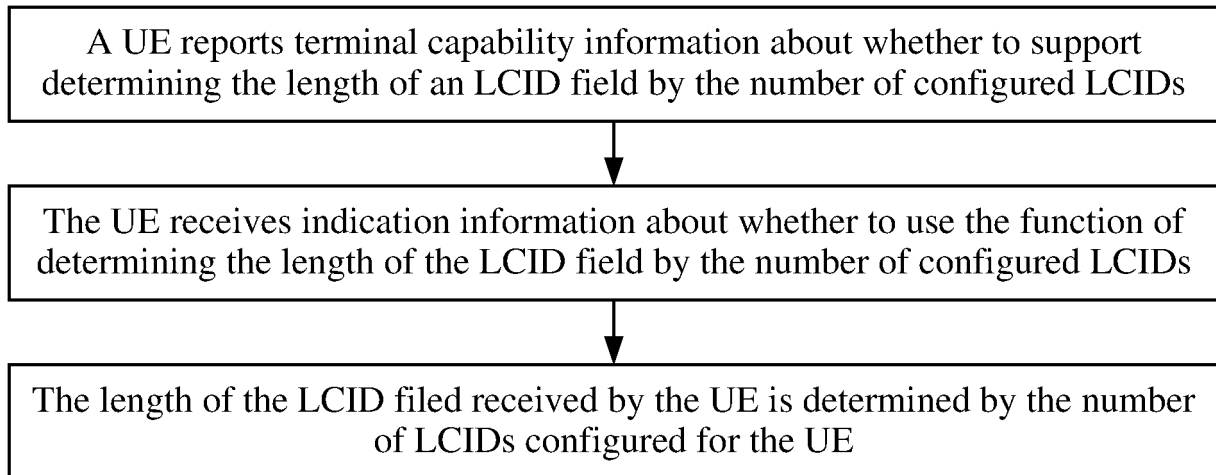 A UE reports terminal capability information about whether to support
determining the length of an LCID field by the number of configured LCIDs
The UE receives indication information about whether to use the function of
determining the length of the LCID field by the number of configured LCIDs
The length of the LCID filed received by the UE is determined by the number
of LCIDs configured for the UE